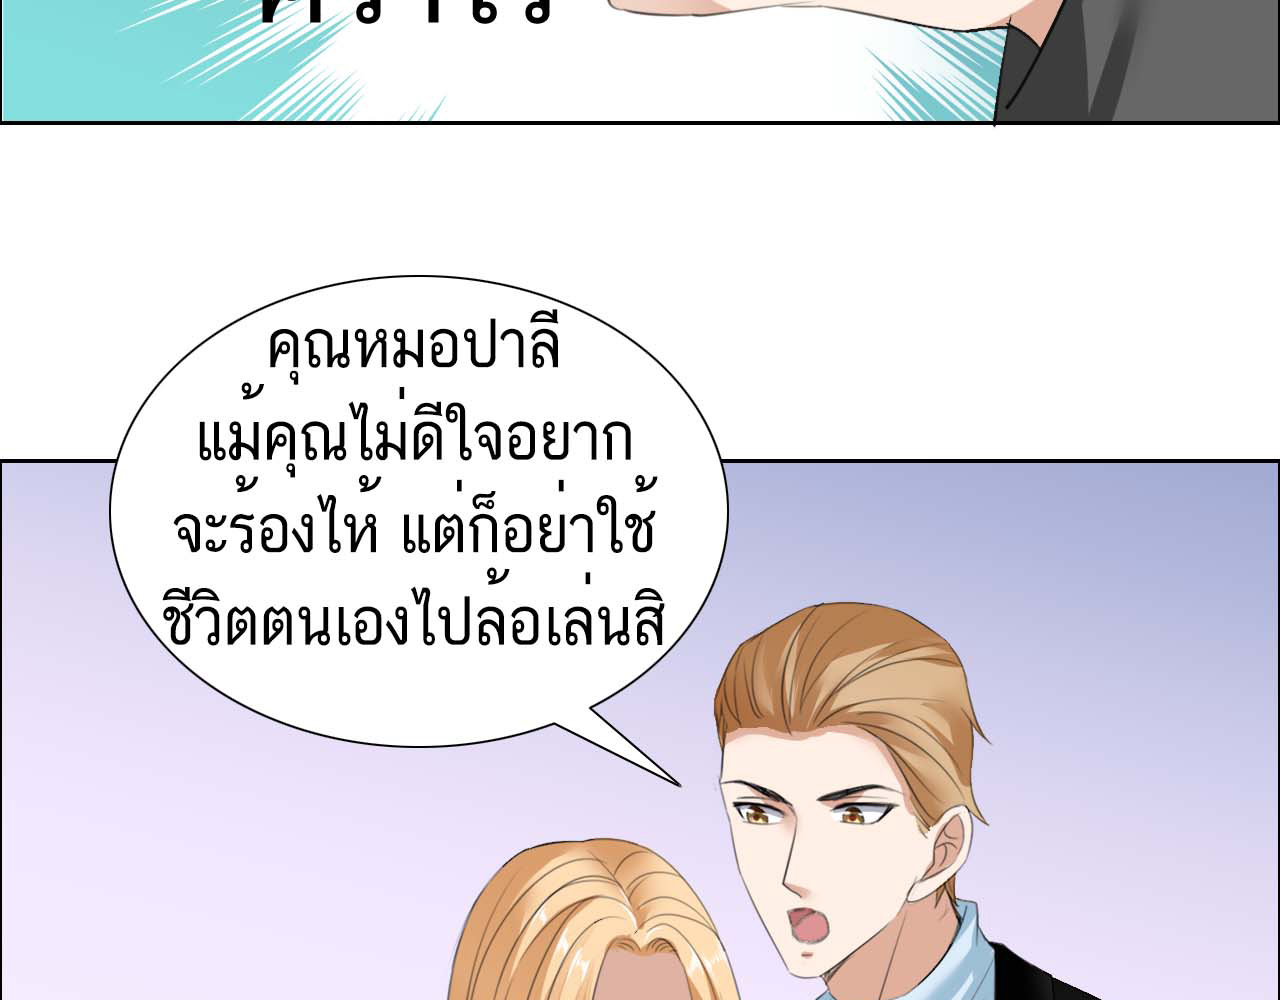 คุณหมอปาลี
แม้คุณไม่ดีใจอยาก
จะร้องไห้ แต่ก็อย่าใช้
ชีวิตตนเองไปล้อเล่นสิ